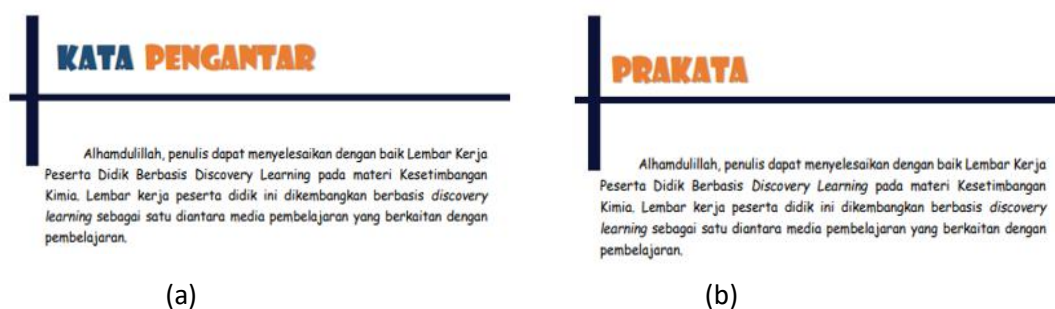 KATA PENGANTAR
Alhamdulillah, penulis dapat menyelesaikan dengan baik Lembar Kerja
Peserta Didik Berbasis Discovery Learning pada materi Kesetimbangan
Kimia. Lembar kerja peserta didik ini dikembangkan berbasis discovery
learning sebagai satu diantara media pembelajaran yang berkaitan dengan
pembelajaran.
(a)
PRAKATA
Alhamdulillah, penulis dapat menyelesaikan dengan baik Lembar Kerja
Peserta Didik Berbasis Discovery Learning pada materi Kesetimbangan
Kimia. Lembar kerja peserta didik ini dikembangkan berbasis discovery
learning sebagai satu diantara media pembelajaran yang berkaitan dengan
pembelajaran.
(b)